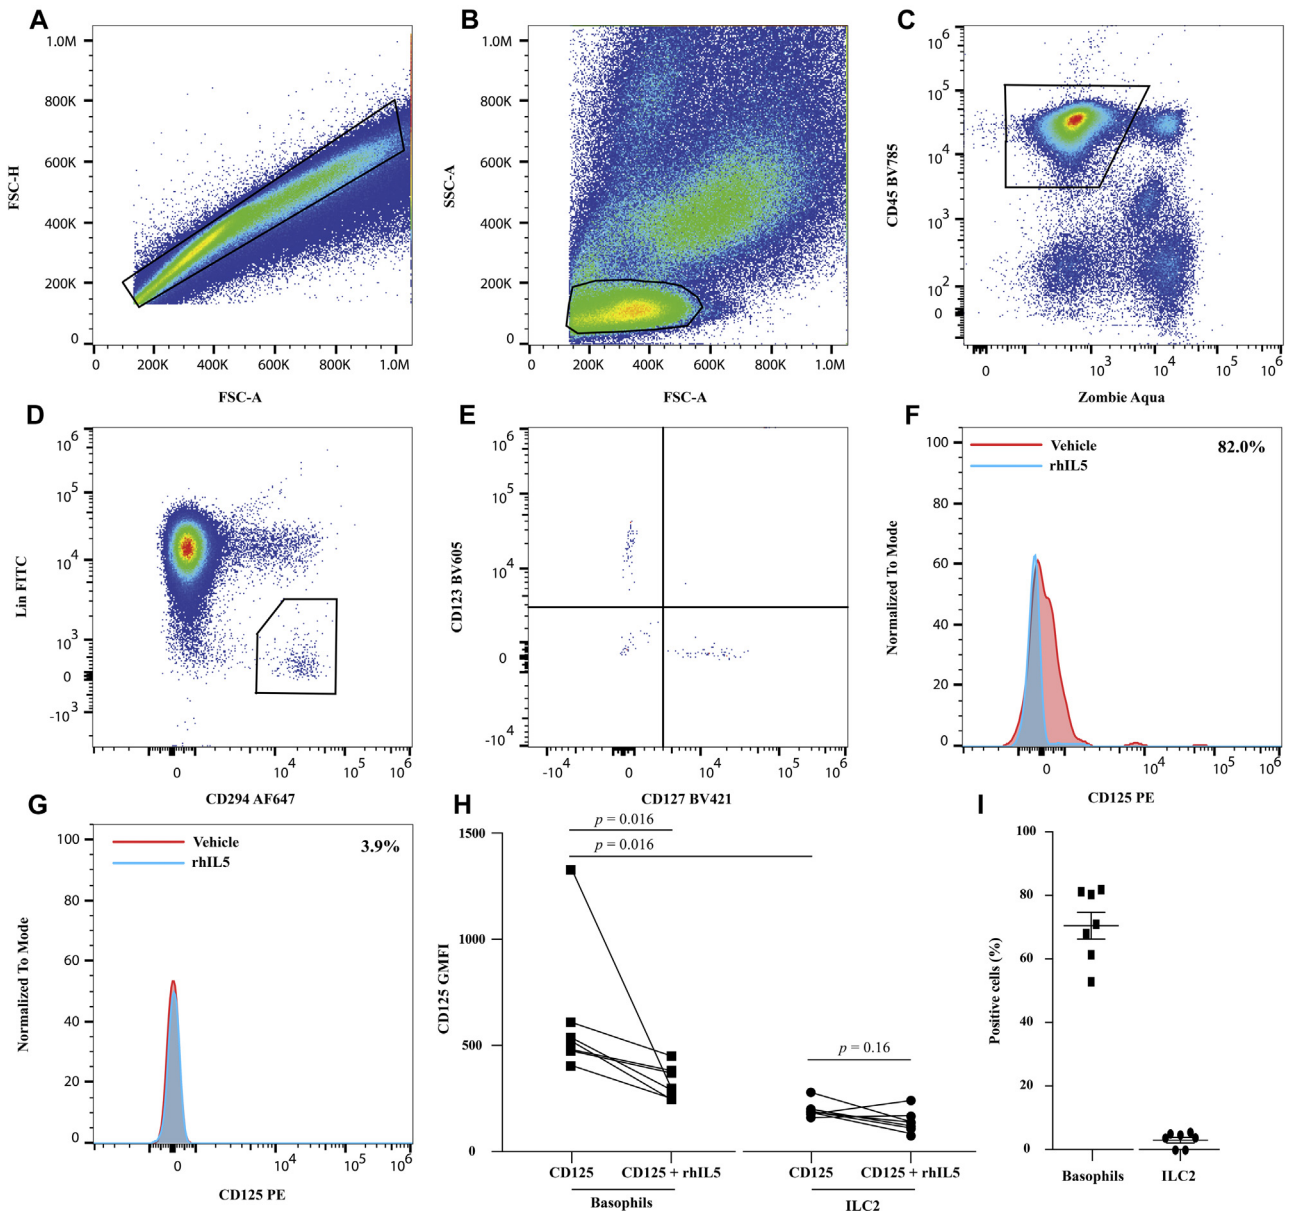 A
1.0M
800K
600K
400K
200K
0
0
200K
400K
600K
800K
1.0M
FSC-H
FSC-A
B
1.0M
800K
600K
400K
200K
0
200K
400K
600K
800K
1.0M
SSC-A
FSC-A
C
10^6
10^5
10^4
10^3
10^2
0
0
10^3
10^4
10^5
10^6
CD45 BV785
Zombie Aqua
D
10^6
10^5
10^4
10^3
0
-10^3
0
10^4
10^5
10^6
Lin FITC
CD294 AF647
E
10^6
10^5
10^4
0
-10^4
-10^4
0
10^4
10^5
10^6
CD123 BV605
CD127 BV421
F
100
80
60
40
20
0
Vehicle
rhIL5
82.0%
0
10^4
10^5
10^6
Normalized To Mode
CD125 PE
G
100
80
60
40
20
0
Vehicle
rhIL5
3.9%
0
10^4
10^5
10^6
Normalized To Mode
CD125 PE
H
1500
1000
500
0
CD125 GMFI
p = 0.016
p = 0.016
p = 0.16
CD125
CD125 + rhIL5
CD125
CD125 + rhIL5
Basophils
ILC2
I
100
80
60
40
20
0
Positive cells (%)
Basophils
ILC2